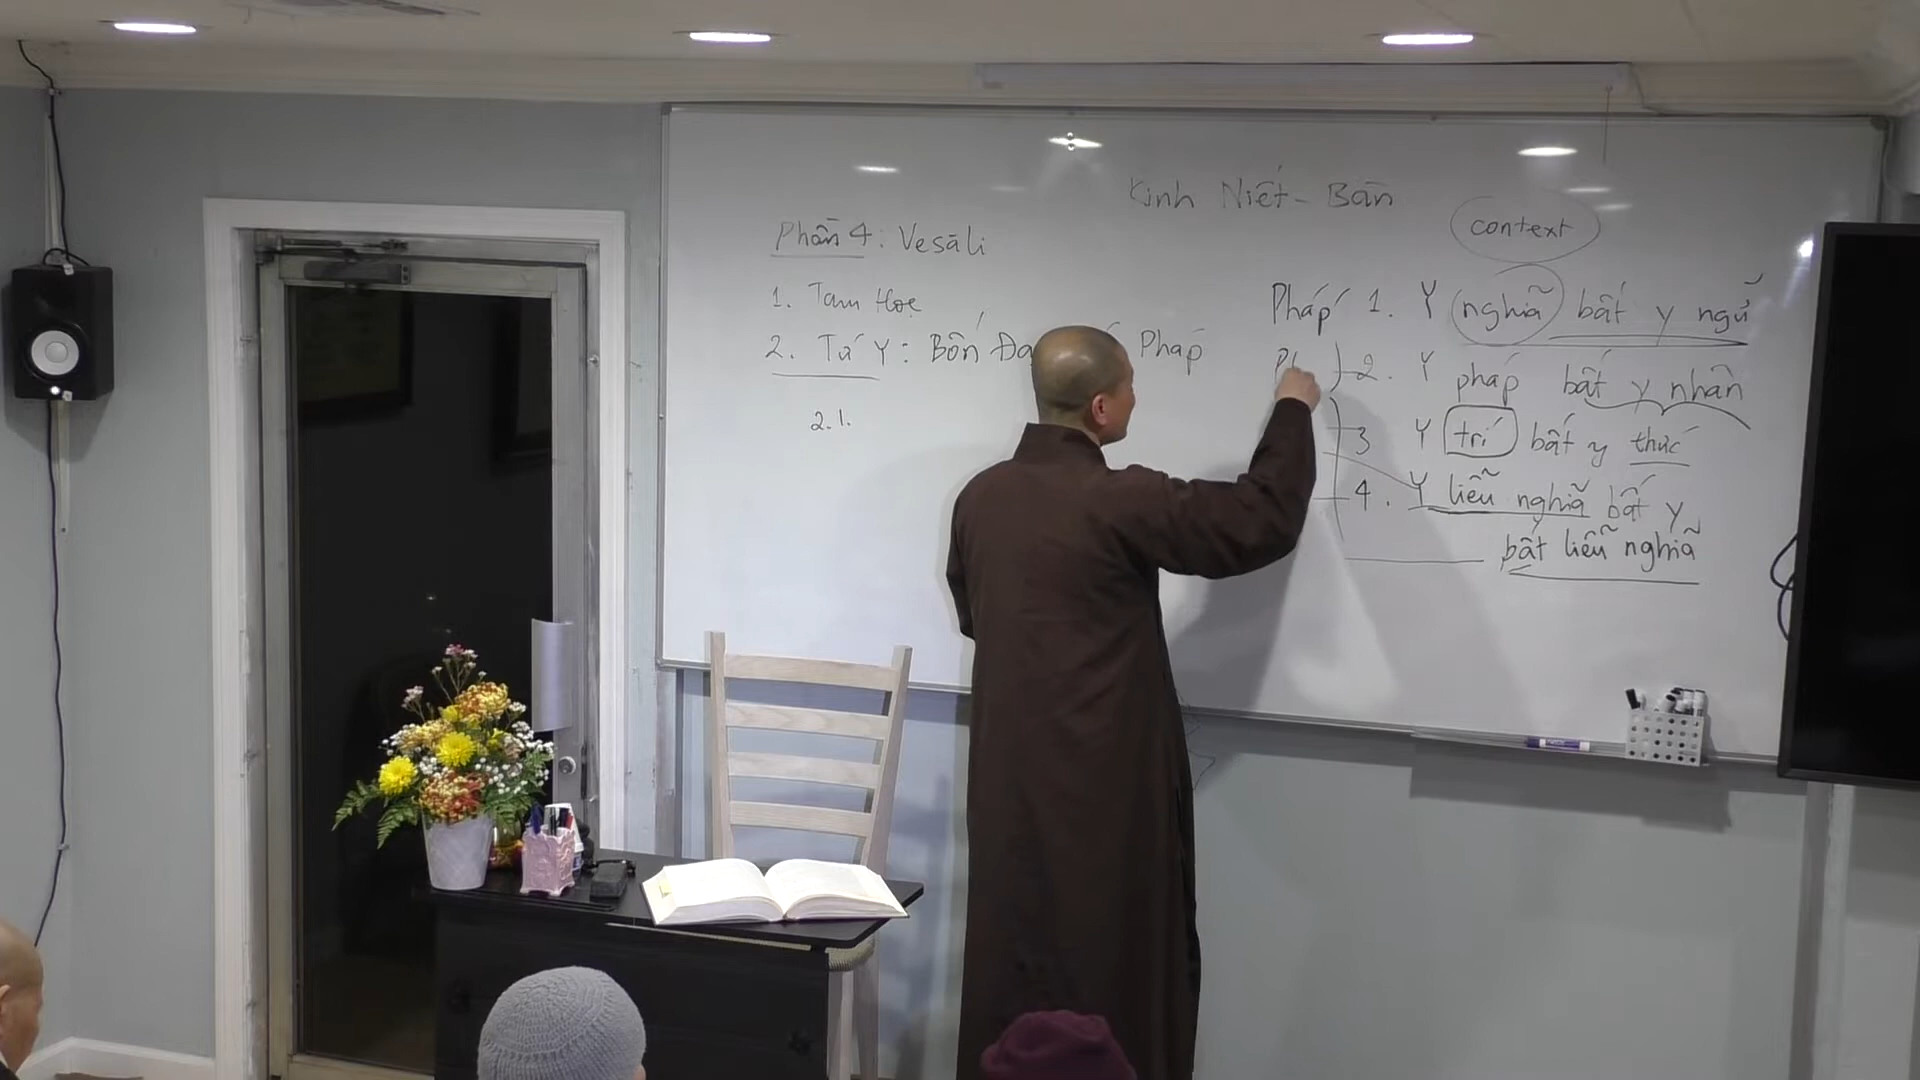 Kinh Niết-Bàn
context
Phần 4: Vesāli
1. Tam Học
2. Tứ Y: Bốn Đạ Pháp
2.1.
Pháp 1. Y nghĩa bất y ngữ
2. Y pháp bất y nhân
3 Y trí bất y thức
4. Y liễu nghĩa bất y
bất liễu nghĩa